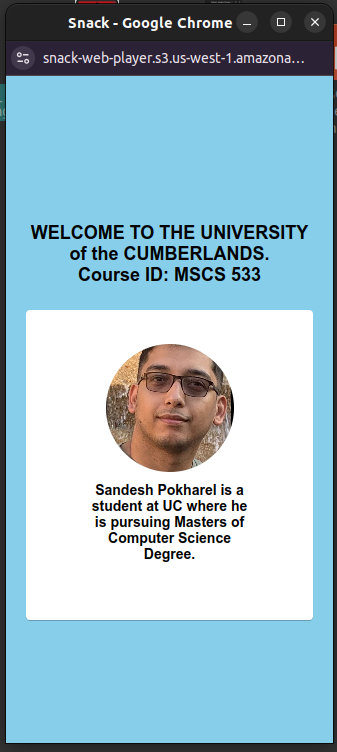 Snack - Google Chrome
snack-web-player.s3.us-west-1.amazona...
WELCOME TO THE UNIVERSITY
of the CUMBERLANDS.
Course ID: MSCS 533
Sandesh Pokharel is a
student at UC where he
is pursuing Masters of
Computer Science
Degree.